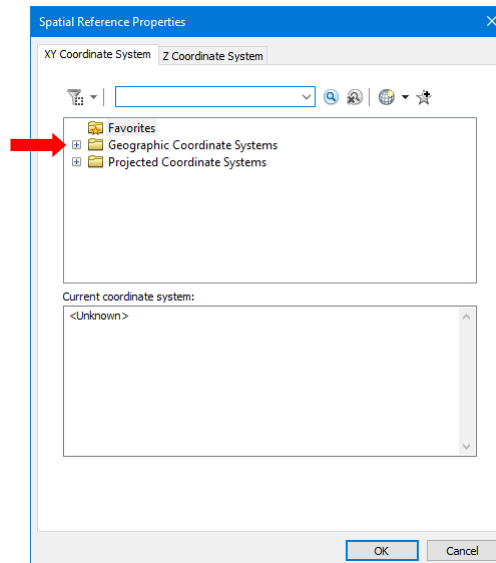 Spatial Reference Properties
XY Coordinate System Z Coordinate System
Favorites
Geographic Coordinate Systems
Projected Coordinate Systems
Current coordinate system:
<Unknown>
OK Cancel